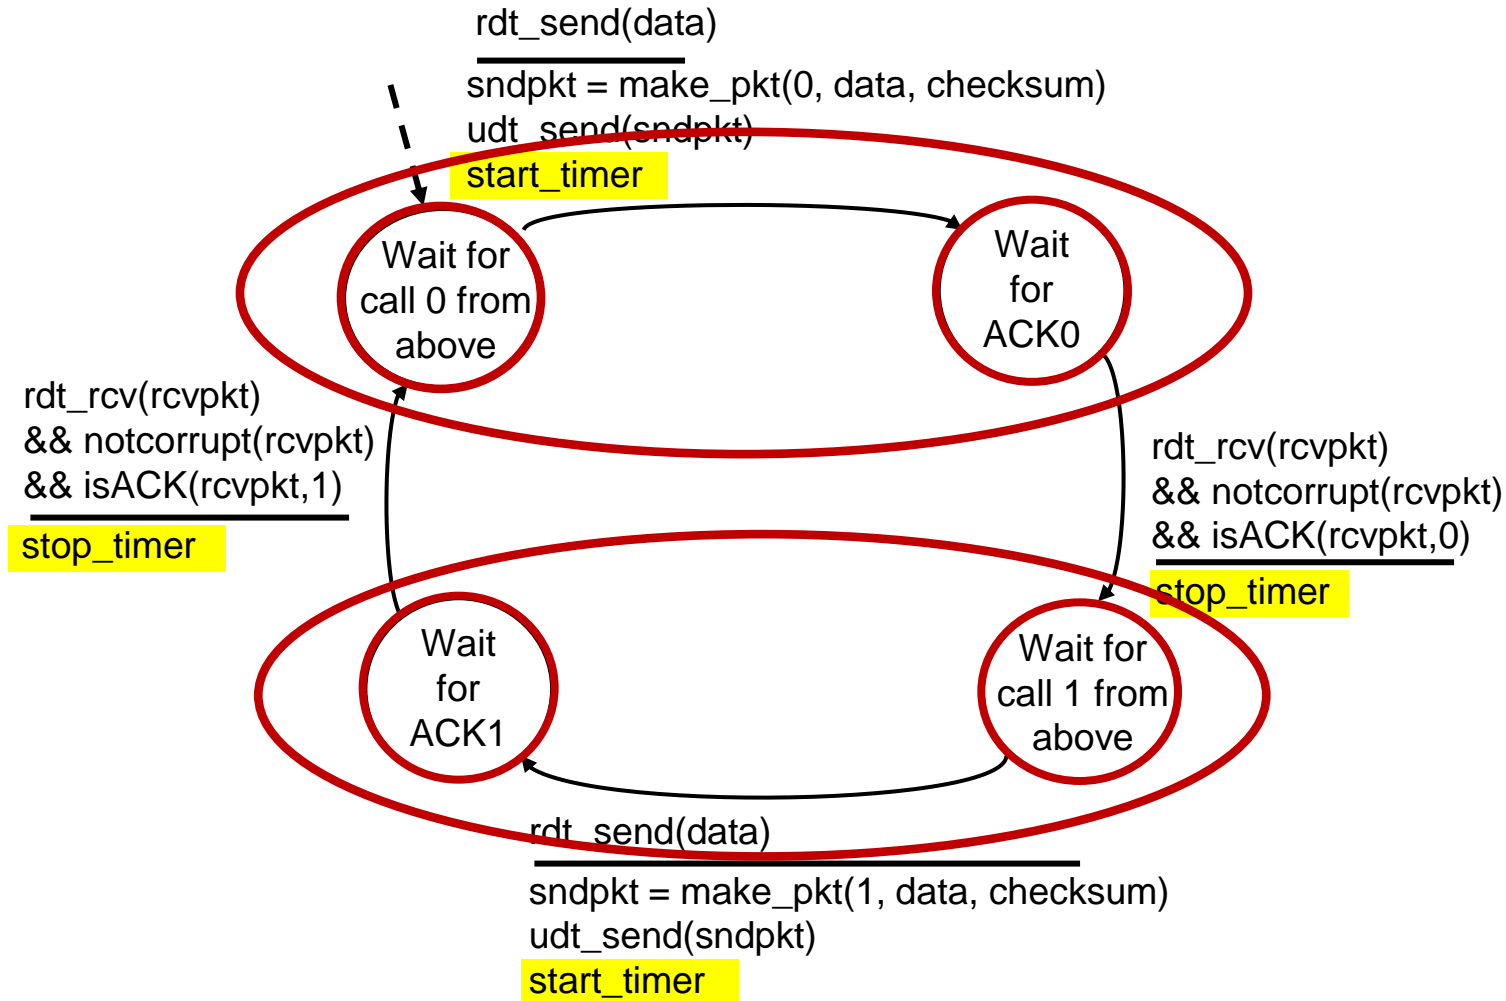 rdt_send(data)
sndpkt = make_pkt(0, data, checksum)
udt_send(sndpkt)
start_timer
Wait for
call 0 from
above
Wait
for
ACK0
rdt_rcv(rcvpkt)
&& notcorrupt(rcvpkt)
&& isACK(rcvpkt,1)
stop_timer
rdt_rcv(rcvpkt)
&& notcorrupt(rcvpkt)
&& isACK(rcvpkt,0)
stop_timer
Wait
for
ACK1
Wait for
call 1 from
above
rdt_send(data)
sndpkt = make_pkt(1, data, checksum)
udt_send(sndpkt)
start_timer